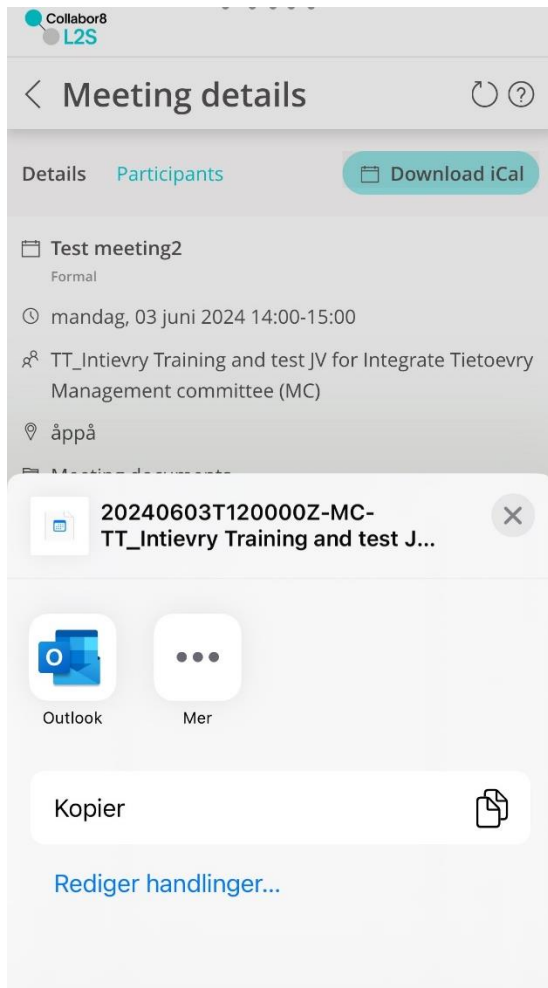 Collabor8
L2S
Meeting details
Details Participants Download iCal
Test meeting2
Formal
mandag, 03 juni 2024 14:00-15:00
TT_Intievry Training and test JV for Integrate Tietoevry
Management committee (MC)
åppå
Meeting documents
20240603T120000Z-MC-
TT_Intievry Training and test J...
Outlook Mer
Kopier
Rediger handlinger...